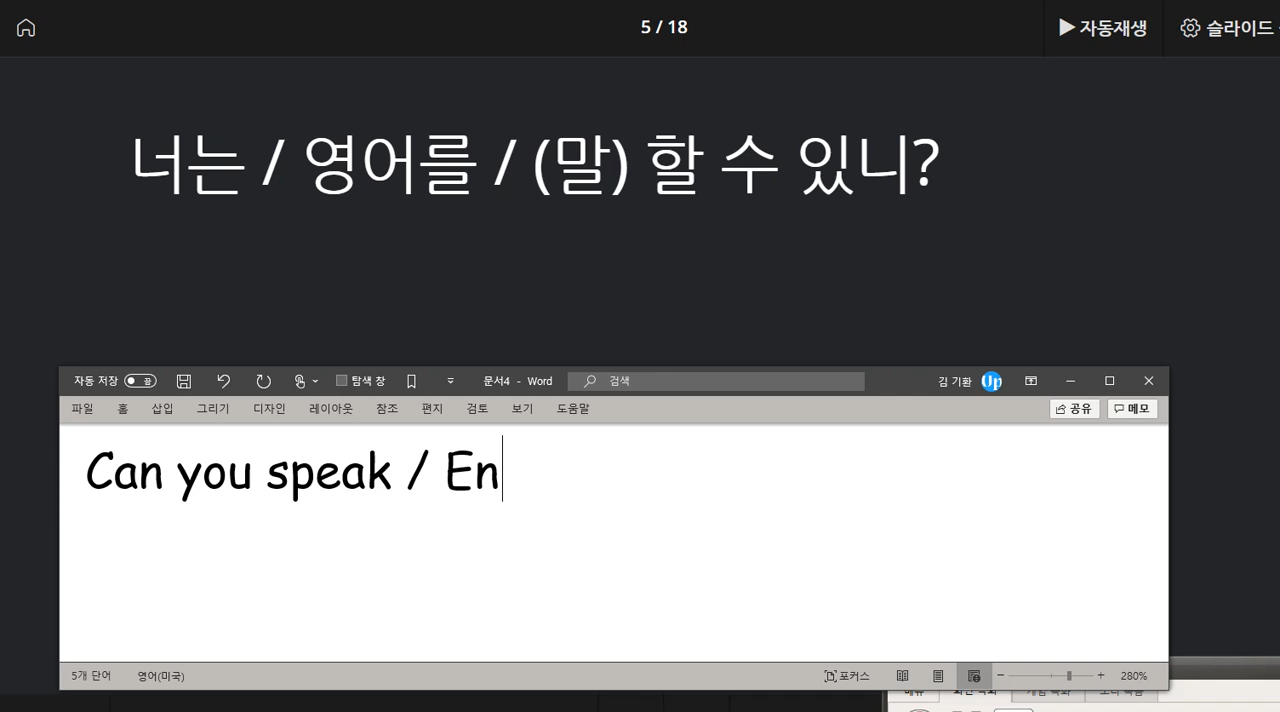 5 / 18
자동재생
슬라이드
너는 / 영어를 / (말) 할 수 있니?
자동 저장 끔 탐색 창 문서4 - Word 검색 김 기환 Up
파일 홈 삽입 그리기 디자인 레이아웃 참조 편지 검토 보기 도움말 공유 메모
Can you speak / En
5개 단어 영어(미국) 포커스 280%